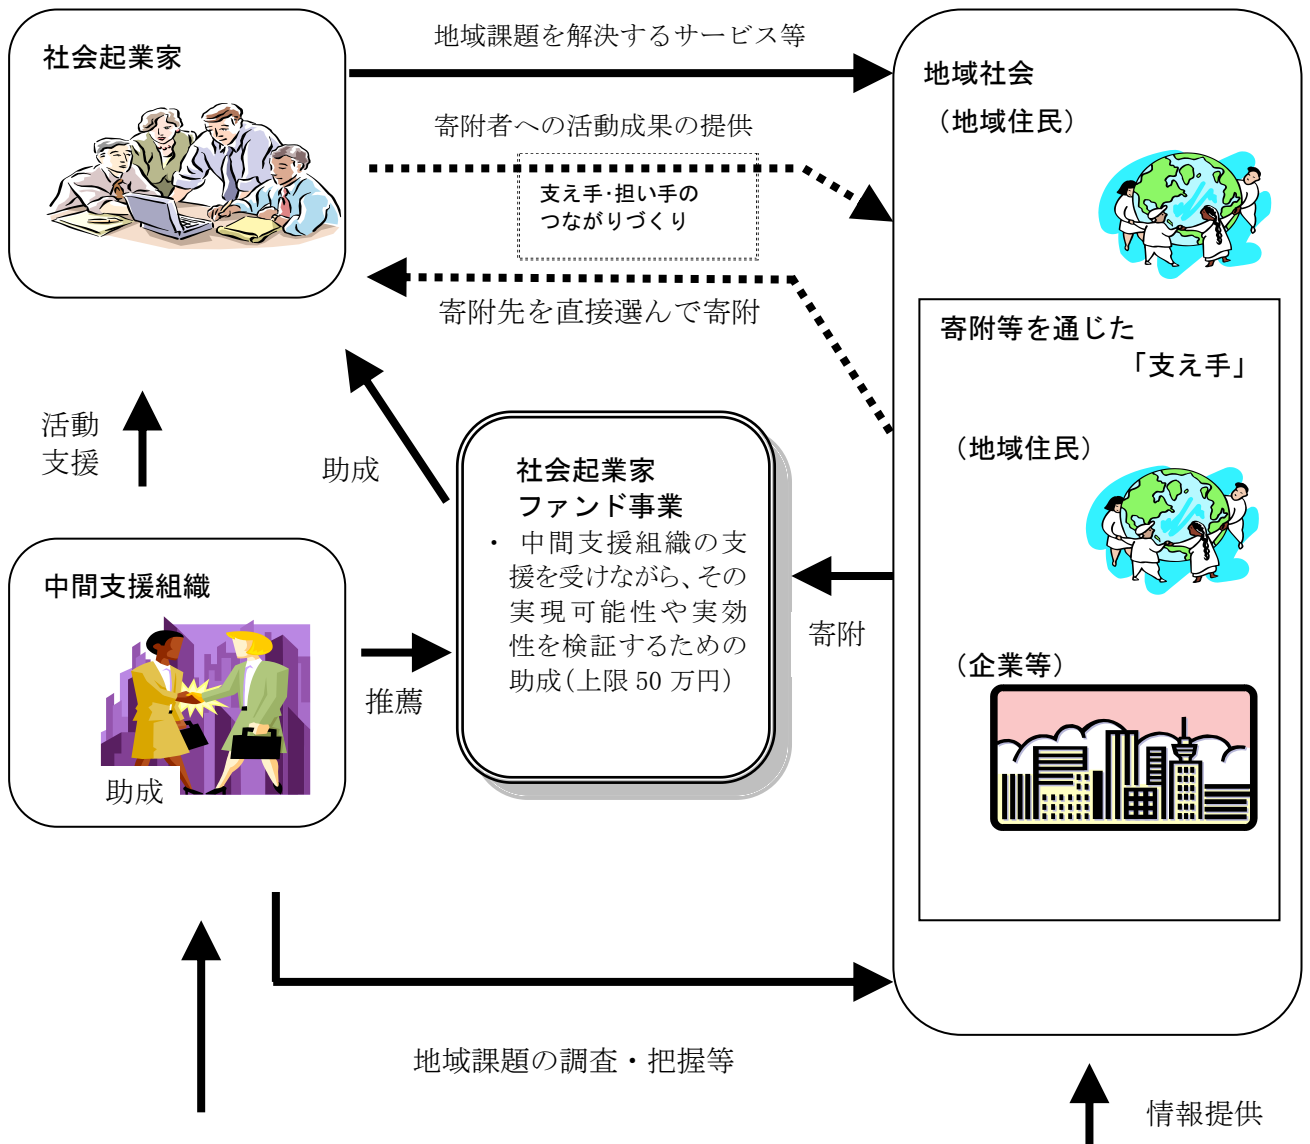 社会起業家
地域課題を解決するサービス等
寄附者への活動成果の提供
支え手・担い手の
つながりづくり
寄附先を直接選んで寄附
地域社会
（地域住民）
寄附等を通じた
「支え手」
（地域住民）
（企業等）
活動
支援
助成
社会起業家
ファンド事業
・ 中間支援組織の支
援を受けながら、その
実現可能性や実効
性を検証するための
助成（上限 50 万円）
寄附
中間支援組織
助成
推薦
地域課題の調査・把握等
情報提供